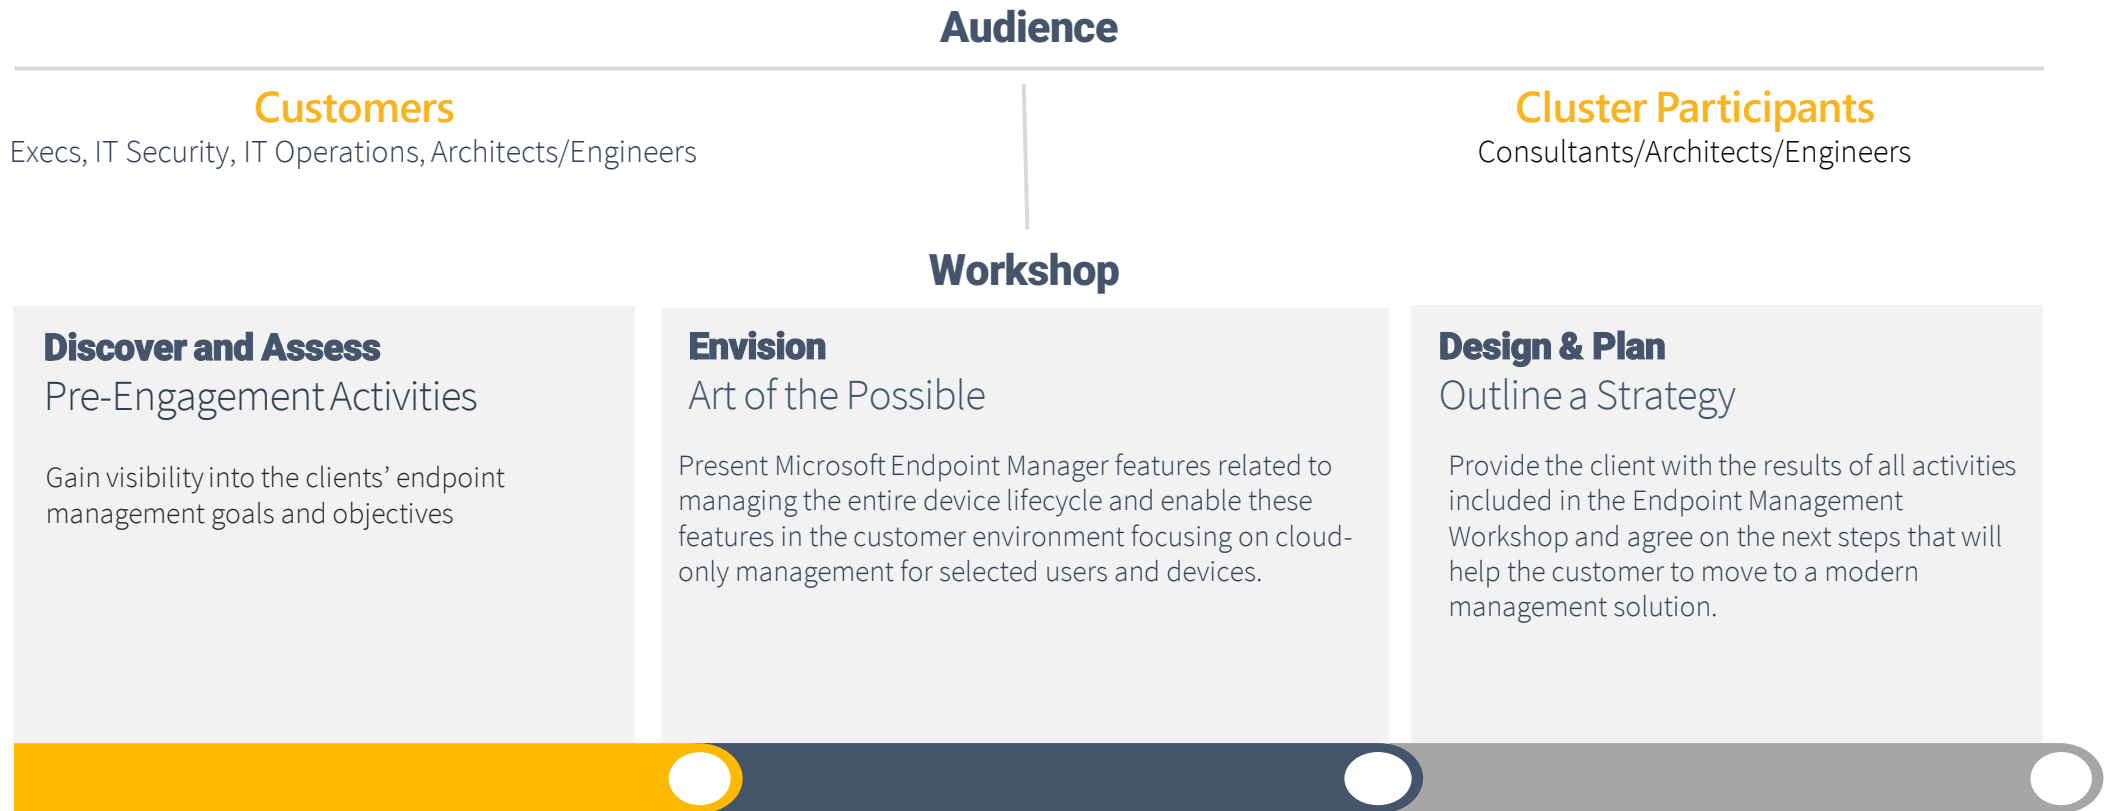 Audience
Customers
Execs, IT Security, IT Operations, Architects/Engineers
Cluster Participants
Consultants/Architects/Engineers
Workshop
Discover and Assess
Pre-Engagement Activities
Gain visibility into the clients’ endpoint
management goals and objectives
Envision
Art of the Possible
Present Microsoft Endpoint Manager features related to
managing the entire device lifecycle and enable these
features in the customer environment focusing on cloud-
only management for selected users and devices.
Design & Plan
Outline a Strategy
Provide the client with the results of all activities
included in the Endpoint Management
Workshop and agree on the next steps that will
help the customer to move to a modern
management solution.